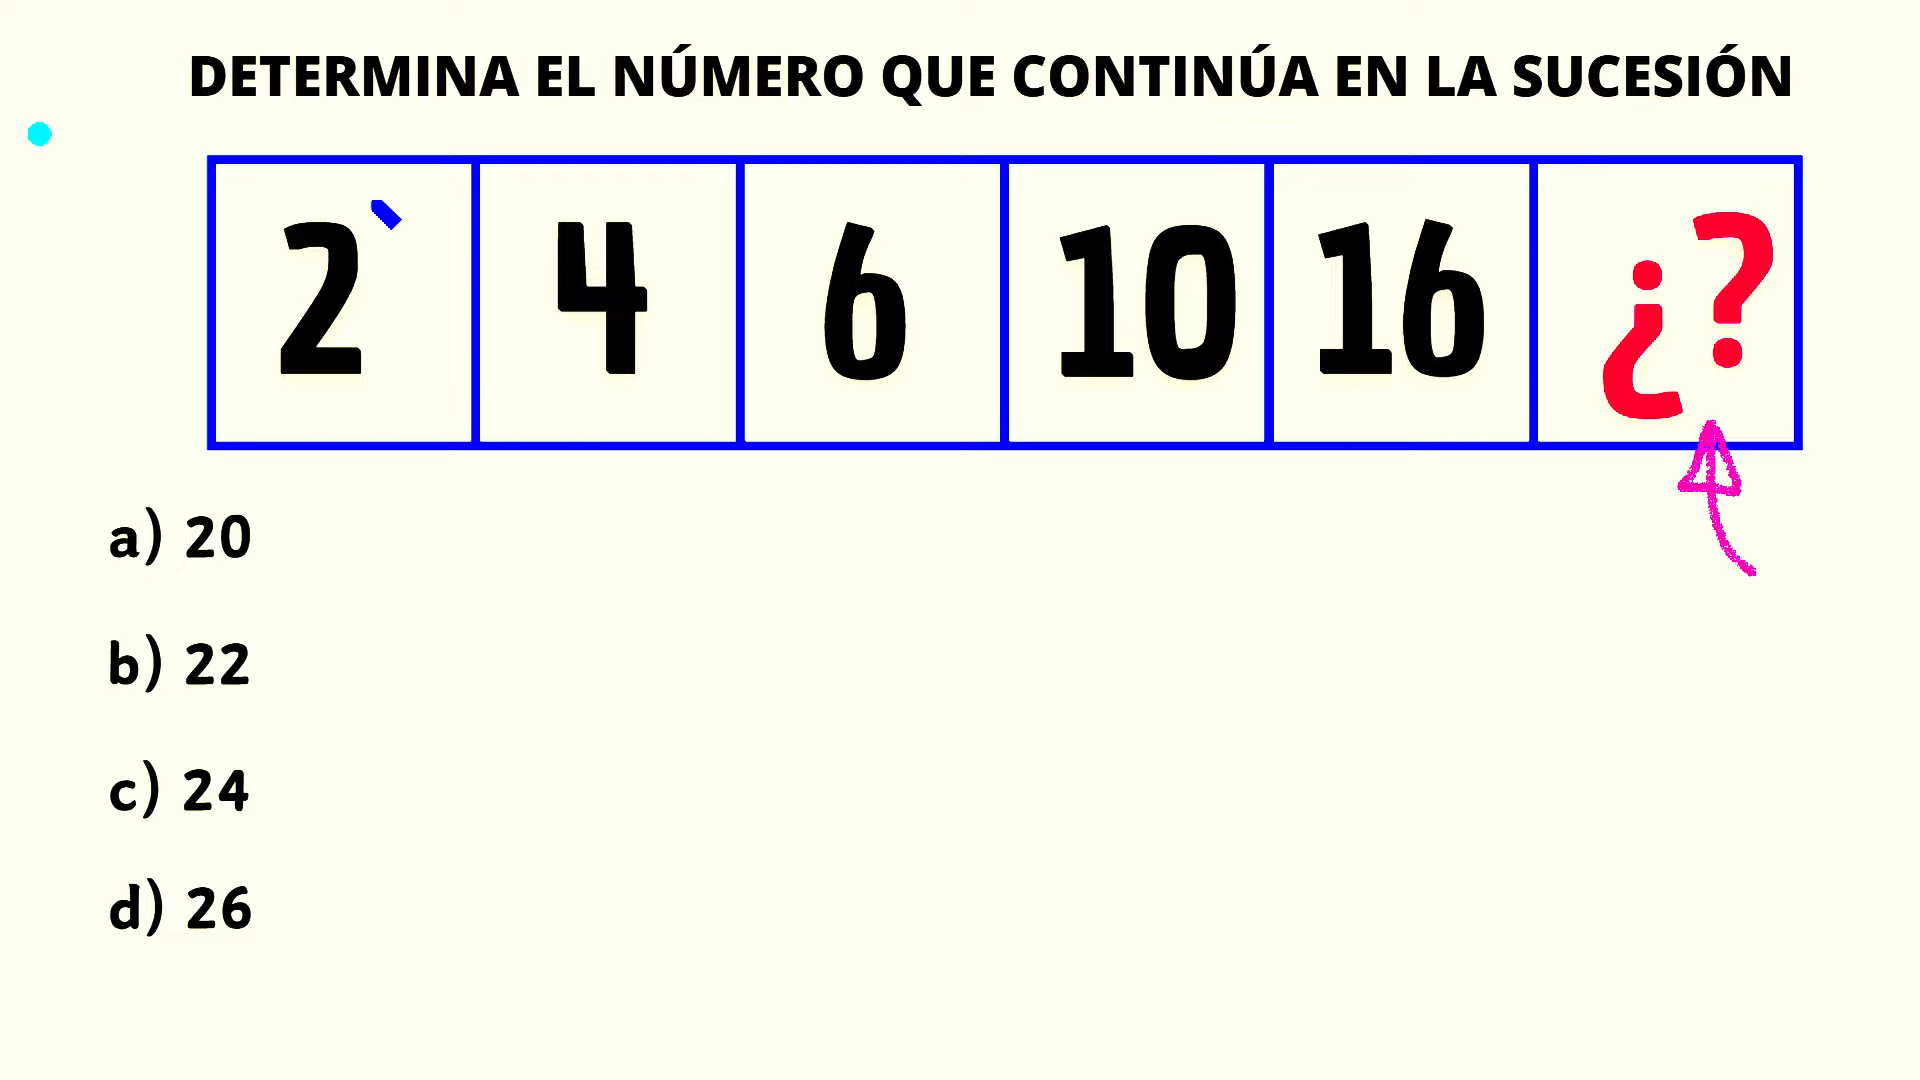 DETERMINA EL NÚMERO QUE CONTINÚA EN LA SUCESIÓN
2 4 6 10 16 ¿?
a) 20
b) 22
c) 24
d) 26